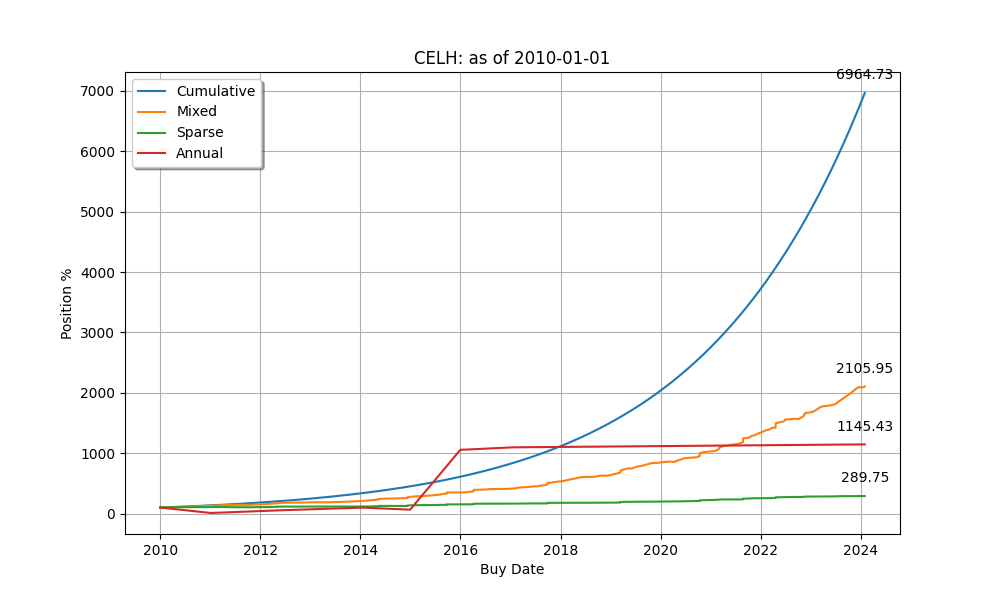 CELH: as of 2010-01-01
6964.73
7000
6000
5000
4000
3000
2000
1000
0
Position %
Cumulative
Mixed
Sparse
Annual
2105.95
1145.43
289.75
2010 2012 2014 2016 2018 2020 2022 2024
Buy Date